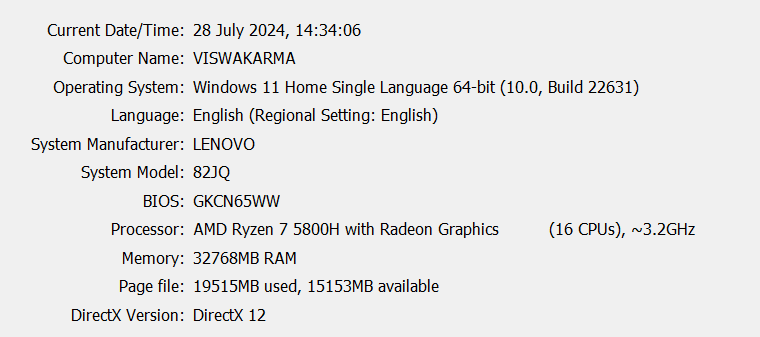 Current Date/Time: 28 July 2024, 14:34:06
Computer Name: VISWAKARMA
Operating System: Windows 11 Home Single Language 64-bit (10.0, Build 22631)
Language: English (Regional Setting: English)
System Manufacturer: LENOVO
System Model: 82JQ
BIOS: GKCN65WW
Processor: AMD Ryzen 7 5800H with Radeon Graphics (16 CPUs), ~3.2GHz
Memory: 32768MB RAM
Page file: 19515MB used, 15153MB available
DirectX Version: DirectX 12